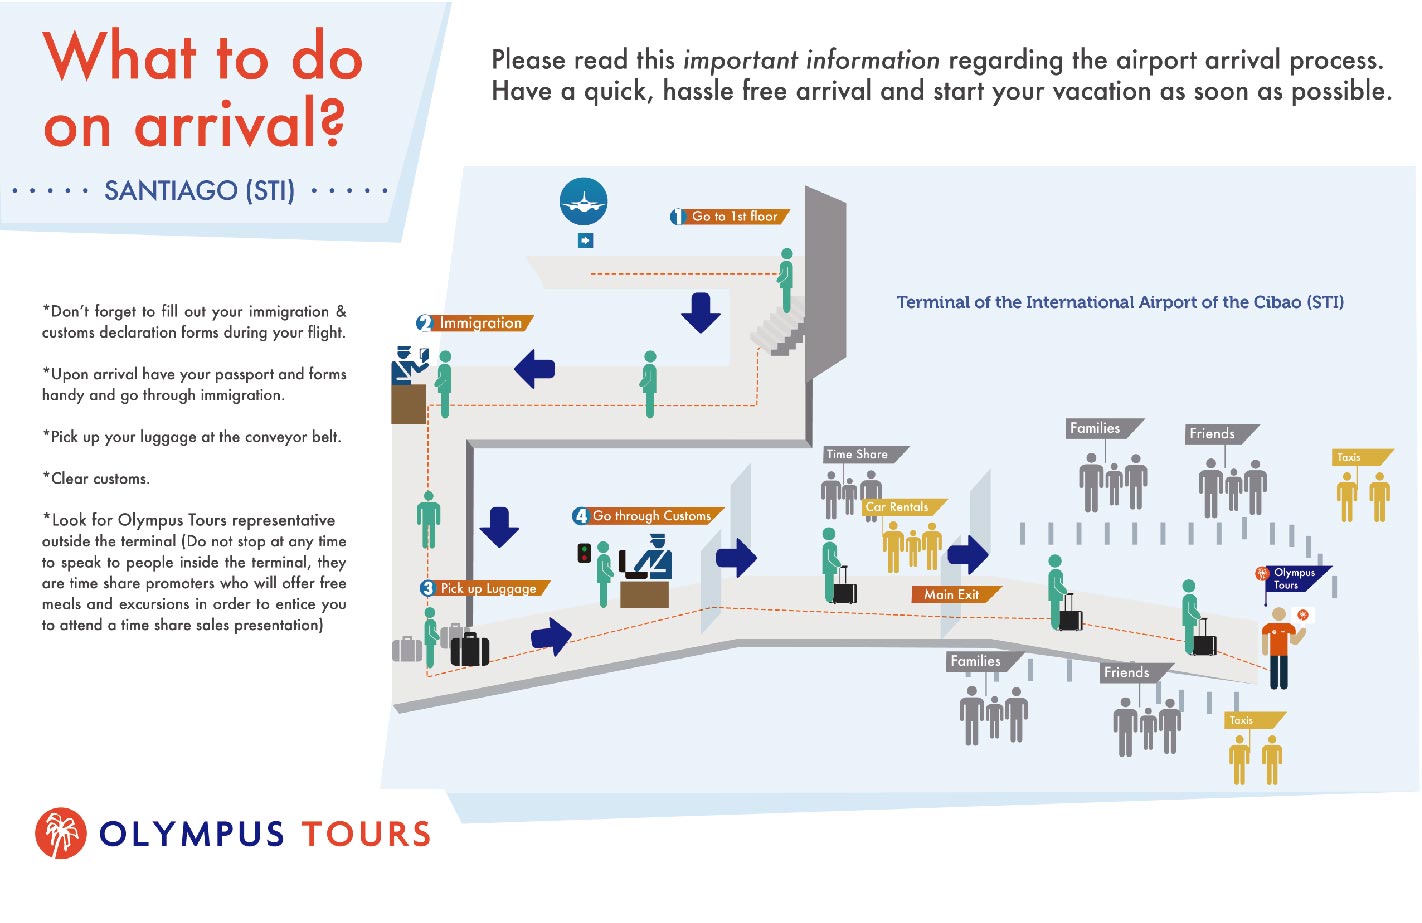 What to do
on arrival?
SANTIAGO (STI)
Please read this important information regarding the airport arrival process.
Have a quick, hassle free arrival and start your vacation as soon as possible.
*Don't forget to fill out your immigration &
customs declaration forms during your flight.
*Upon arrival have your passport and forms
handy and go through immigration.
*Pick up your luggage at the conveyor belt.
*Clear customs.
*Look for Olympus Tours representative
outside the terminal (Do not stop at any time
to speak to people inside the terminal, they
are time share promoters who will offer free
meals and excursions in order to entice you
to attend a time share sales presentation)
1 Go to 1st floor
Terminal of the International Airport of the Cibao (STI)
2 Immigration
Families
Friends
Taxis
Time Share
Car Rentals
4 Go through Customs
3 Pick up Luggage
Main Exit
Olympus
Tours
Families
Friends
Taxis
OLYMPUS TOURS